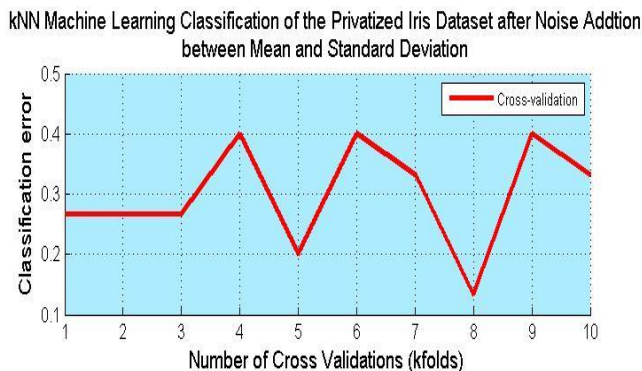 kNN Machine Learning Classification of the Privatized Iris Dataset after Noise Addtion
between Mean and Standard Deviation
0.5
Cross-validation
0.4
0.3
0.2
0.1
Classification error
1 2 3 4 5 6 7 8 9 10
Number of Cross Validations (kfolds)